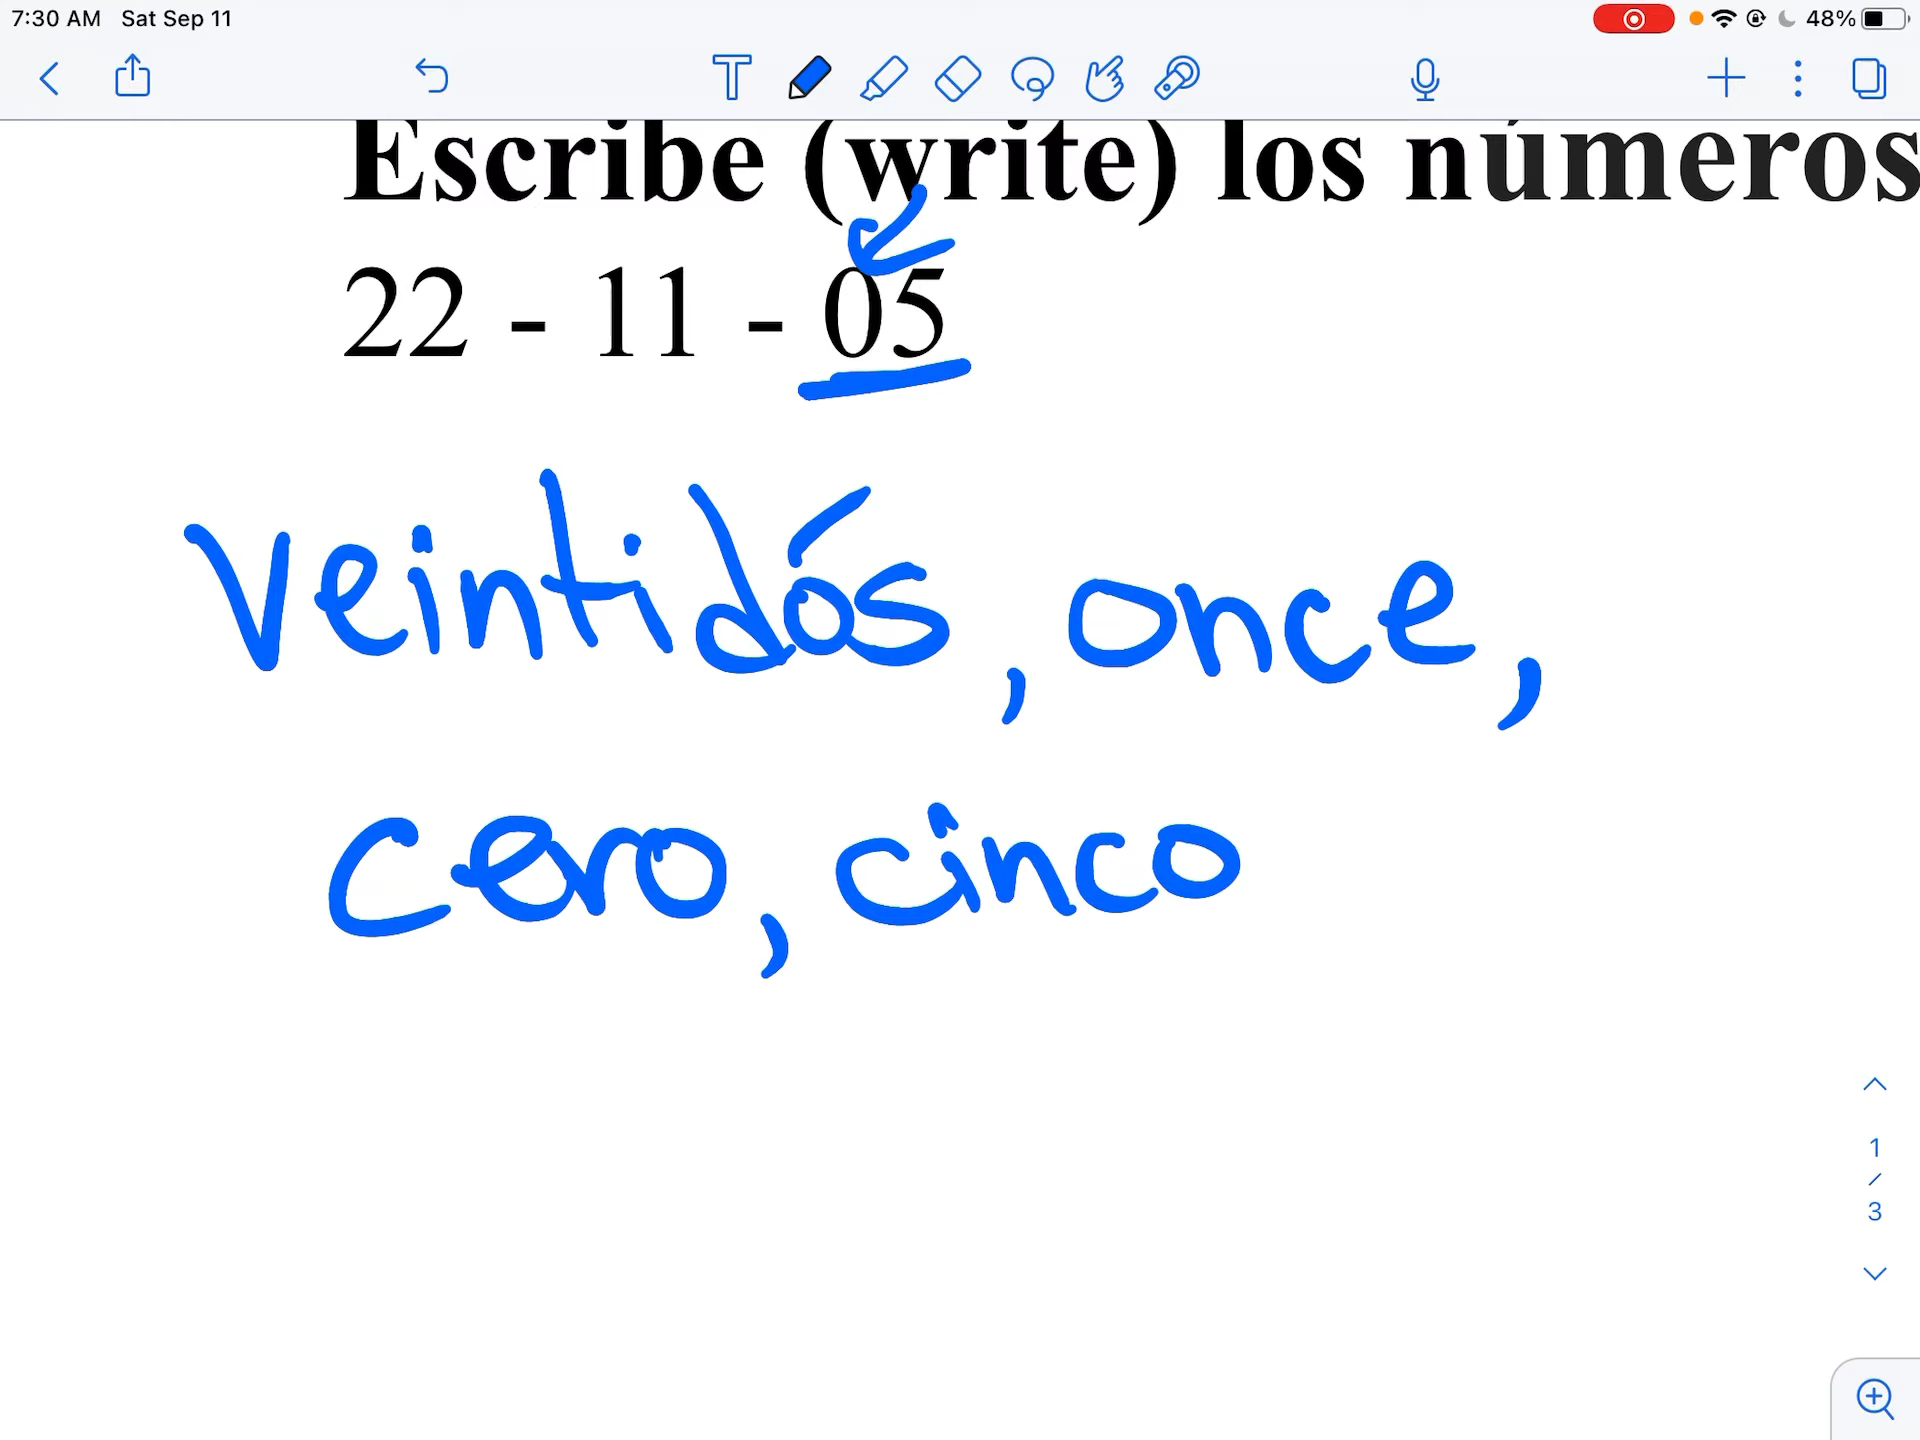 7:30 AM Sat Sep 11
48%
Escribe (write) los números
22 - 11 - 05
veintidós, once,
cero, cinco
1
/
3